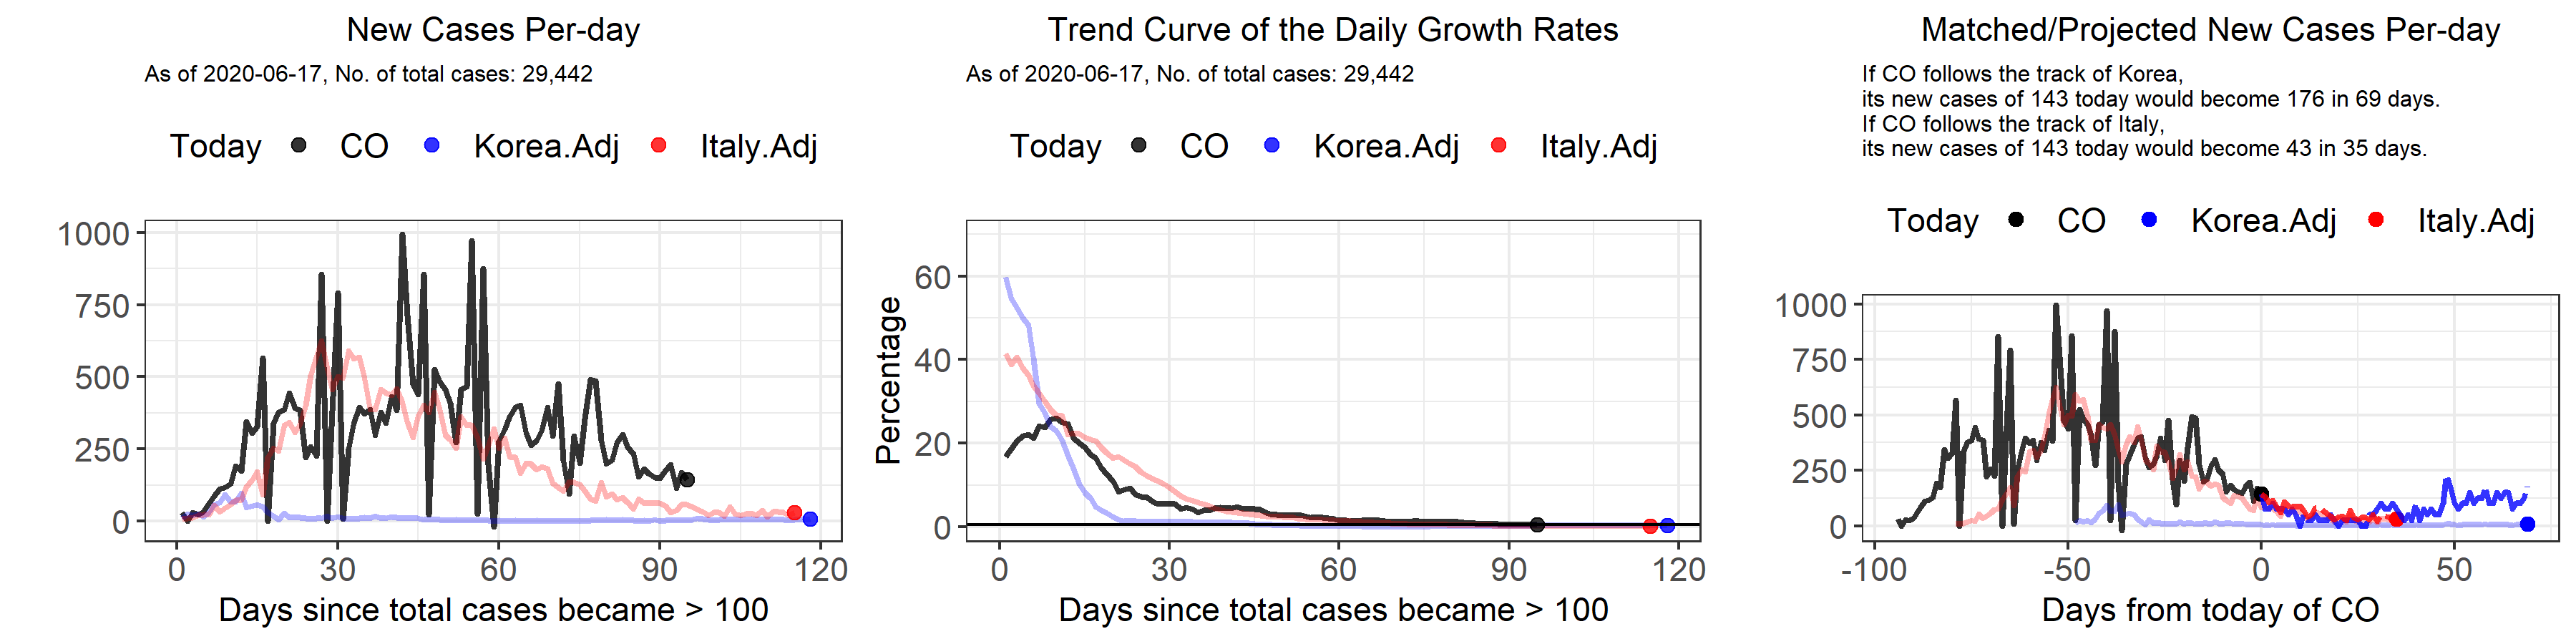 New Cases Per-day
As of 2020-06-17, No. of total cases: 29,442
Today CO Korea.Adj Italy.Adj
1000
750
500
250
0
0 30 60 90 120
Days since total cases became > 100
Trend Curve of the Daily Growth Rates
As of 2020-06-17, No. of total cases: 29,442
Today CO Korea.Adj Italy.Adj
Percentage
60
40
20
0
0 30 60 90 120
Days since total cases became > 100
Matched/Projected New Cases Per-day
If CO follows the track of Korea,
its new cases of 143 today would become 176 in 69 days.
If CO follows the track of Italy,
its new cases of 143 today would become 43 in 35 days.
Today CO Korea.Adj Italy.Adj
1000
750
500
250
0
-100 -50 0 50
Days from today of CO